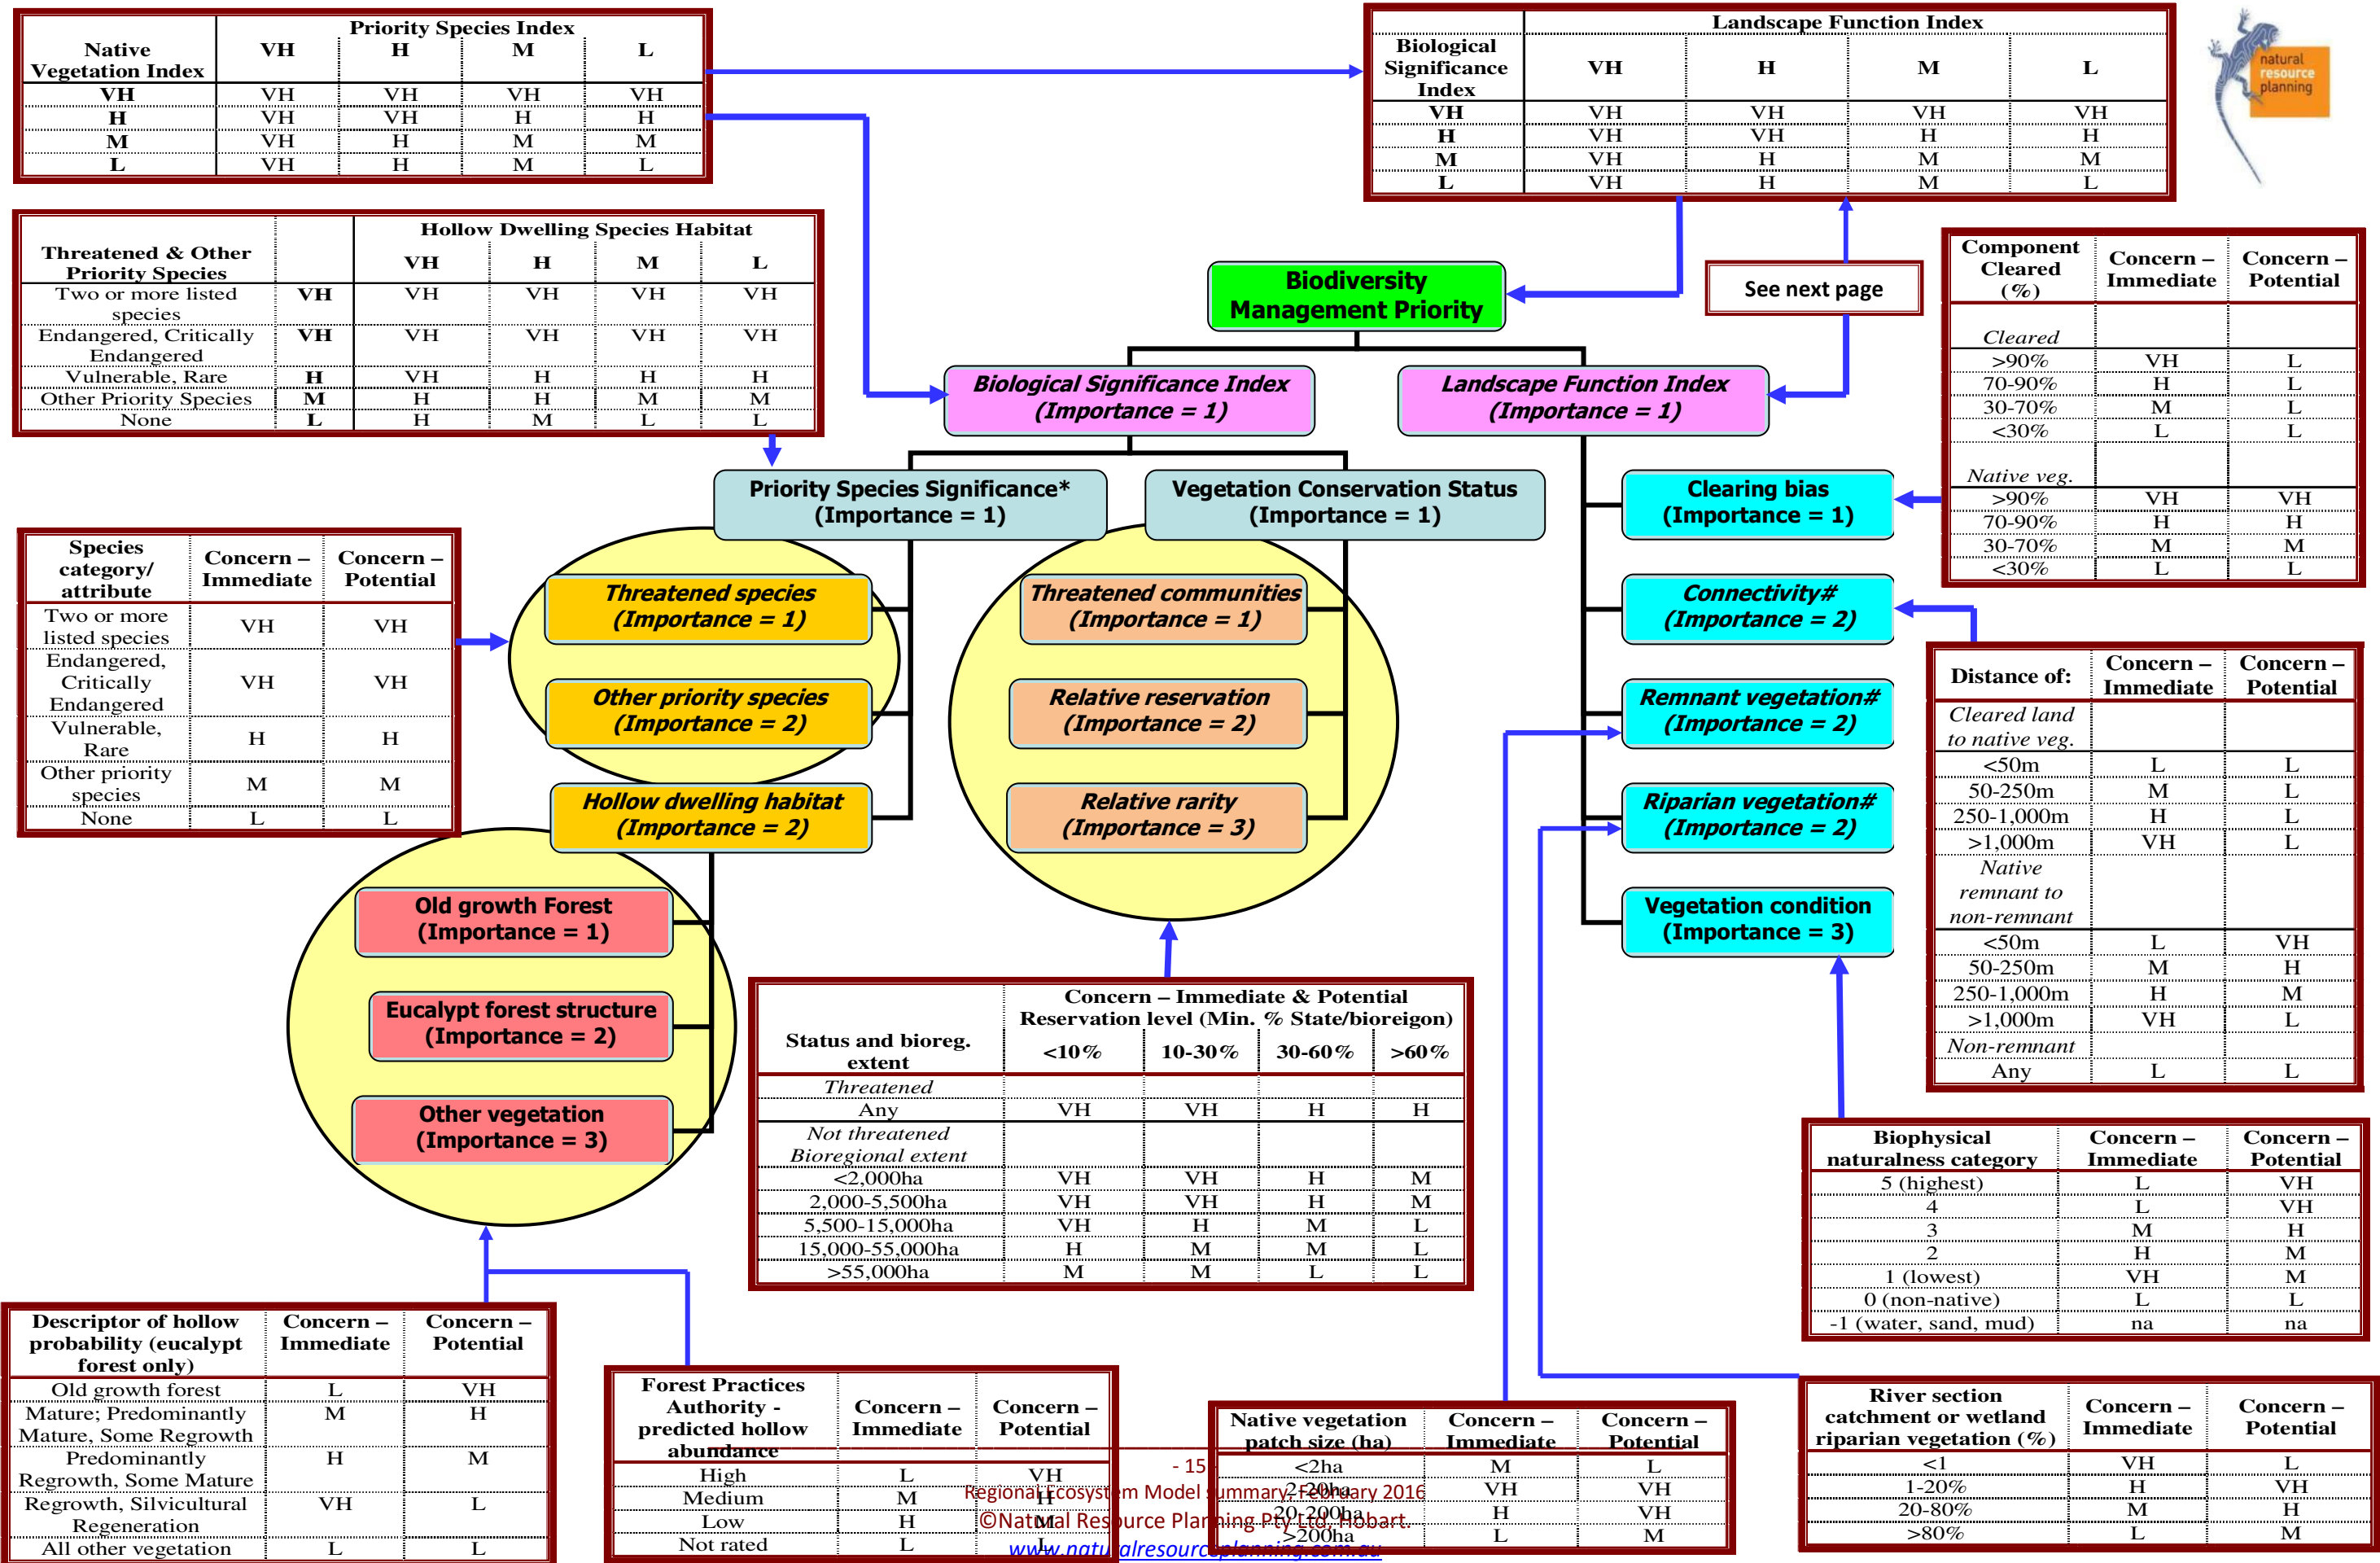 Priority Species Index
Native Vegetation Index VH H M L
VH VH VH VH VH
H VH VH H H
M VH H M M
L VH H M L
Landscape Function Index
Biological Significance Index VH H M L
VH VH VH VH VH
H VH VH H H
M VH H M M
L VH H M L
natural
resource
planning
Hollow Dwelling Species Habitat
Threatened & Other Priority Species VH H M L
Two or more listed species VH VH VH VH VH
Endangered, Critically Endangered VH VH VH VH VH
Vulnerable, Rare H VH H H H
Other Priority Species M H H M M
None L H M L L
Biodiversity
Management Priority
See next page
Component Cleared (%) Concern – Immediate Concern – Potential
Cleared
>90% VH L
70-90% H L
30-70% M L
<30% L L
Native veg.
>90% VH VH
70-90% H H
30-70% M M
<30% L L
Biological Significance Index
(Importance = 1)
Landscape Function Index
(Importance = 1)
Priority Species Significance*
(Importance = 1)
Vegetation Conservation Status
(Importance = 1)
Clearing bias
(Importance = 1)
Species category/ attribute Concern – Immediate Concern – Potential
Two or more listed species VH VH
Endangered, Critically Endangered VH VH
Vulnerable, Rare H H
Other priority species M M
None L L
Threatened species
(Importance = 1)
Other priority species
(Importance = 2)
Hollow dwelling habitat
(Importance = 2)
Threatened communities
(Importance = 1)
Relative reservation
(Importance = 2)
Relative rarity
(Importance = 3)
Connectivity#
(Importance = 2)
Remnant vegetation#
(Importance = 2)
Riparian vegetation#
(Importance = 2)
Vegetation condition
(Importance = 3)
Distance of: Concern – Immediate Concern – Potential
Cleared land to native veg.
<50m L L
50-250m M L
250-1,000m H L
>1,000m VH L
Native remnant to non-remnant
<50m L VH
50-250m M H
250-1,000m H M
>1,000m VH L
Non-remnant
Any L L
Old growth Forest
(Importance = 1)
Eucalypt forest structure
(Importance = 2)
Other vegetation
(Importance = 3)
Concern – Immediate & Potential
Reservation level (Min. % State/bioreigon)
Status and bioreg. extent <10% 10-30% 30-60% >60%
Threatened
Any VH VH H H
Not threatened
Bioregional extent
<2,000ha VH VH H M
2,000-5,500ha VH VH H M
5,500-15,000ha VH H M L
15,000-55,000ha H M M L
>55,000ha M M L L
Biophysical naturalness category Concern – Immediate Concern – Potential
5 (highest) L VH
4 L VH
3 M H
2 H M
1 (lowest) VH M
0 (non-native) L L
-1 (water, sand, mud) na na
Descriptor of hollow probability (eucalypt forest only) Concern – Immediate Concern – Potential
Old growth forest L VH
Mature; Predominantly Mature, Some Regrowth M H
Predominantly Regrowth, Some Mature H M
Regrowth, Silvicultural Regeneration VH L
All other vegetation L L
Forest Practices Authority - predicted hollow abundance Concern – Immediate Concern – Potential
High L VH
Medium M H
Low H M
Not rated L L
Native vegetation patch size (ha) Concern – Immediate Concern – Potential
<2ha M L
2-20ha VH VH
20-200ha H VH
>200ha L M
River section catchment or wetland riparian vegetation (%) Concern – Immediate Concern – Potential
<1 VH L
1-20% H VH
20-80% M H
>80% L M
- 15
Regional Ecosystem Model summary, February 2016
©Natural Resource Planning Pty Ltd, Hobart.
www.naturalresourceplanning.com.au